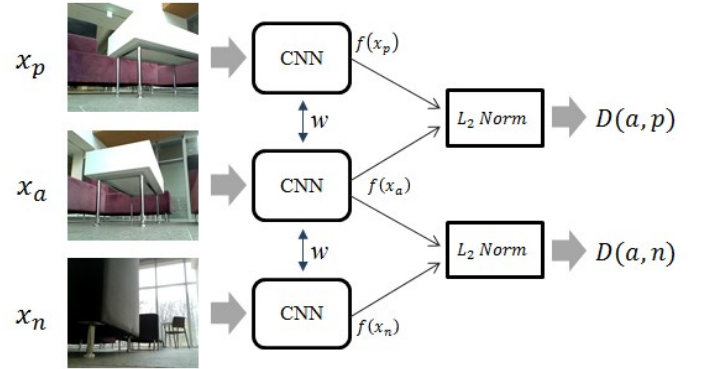 x_p
CNN
f(x_p)
w
L_2 Norm
D(a,p)
x_a
CNN
f(x_a)
w
L_2 Norm
D(a,n)
x_n
CNN
f(x_n)